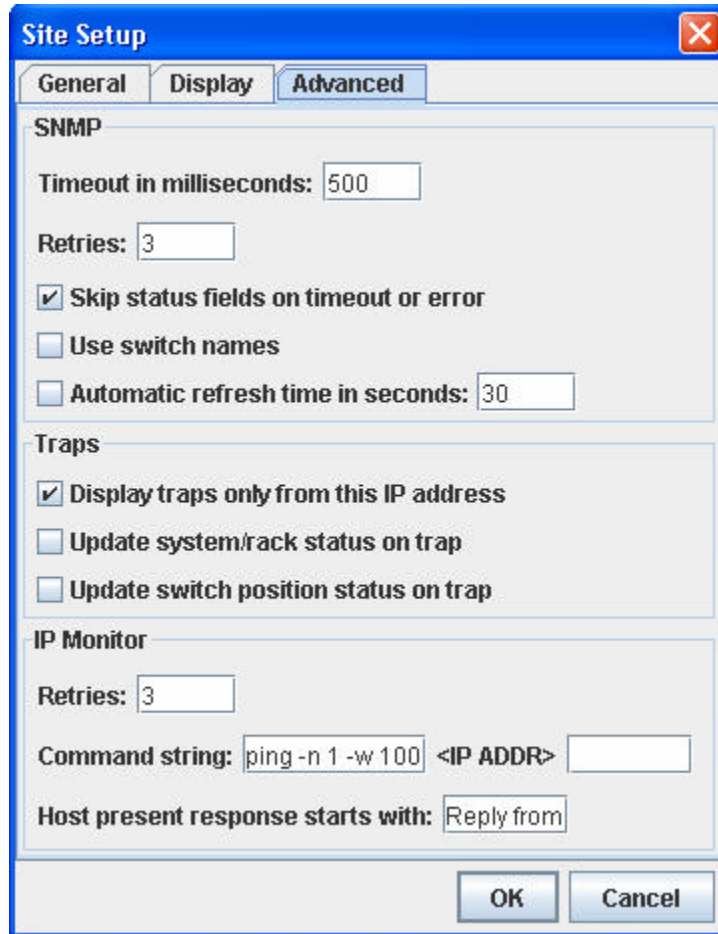 Site Setup
General Display Advanced
SNMP
Timeout in milliseconds: 500
Retries: 3
Skip status fields on timeout or error
Use switch names
Automatic refresh time in seconds: 30
Traps
Display traps only from this IP address
Update system/rack status on trap
Update switch position status on trap
IP Monitor
Retries: 3
Command string: ping -n 1 -w 100 <IP ADDR>
Host present response starts with: Reply from
OK Cancel